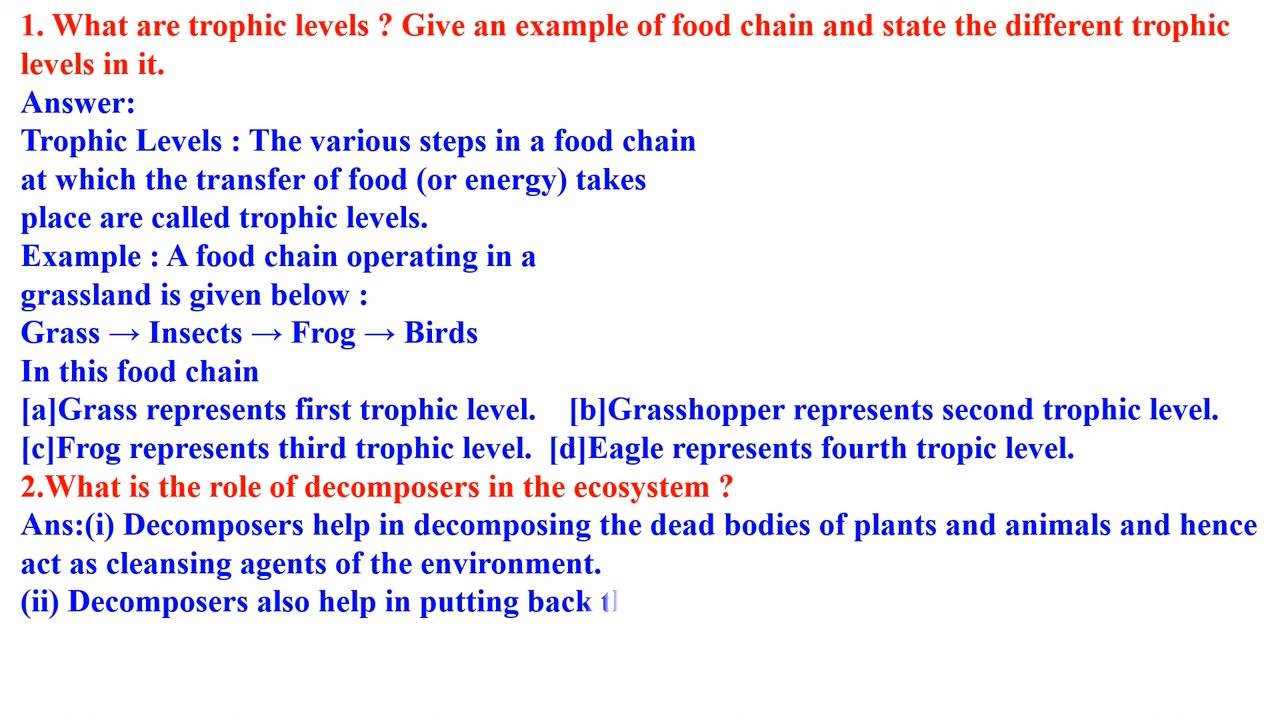 1. What are trophic levels ? Give an example of food chain and state the different trophic
levels in it.
Answer:
Trophic Levels : The various steps in a food chain
at which the transfer of food (or energy) takes
place are called trophic levels.
Example : A food chain operating in a
grassland is given below :
Grass → Insects → Frog → Birds
In this food chain
[a]Grass represents first trophic level. [b]Grasshopper represents second trophic level.
[c]Frog represents third trophic level. [d]Eagle represents fourth tropic level.
2.What is the role of decomposers in the ecosystem ?
Ans:(i) Decomposers help in decomposing the dead bodies of plants and animals and hence
act as cleansing agents of the environment.
(ii) Decomposers also help in putting back